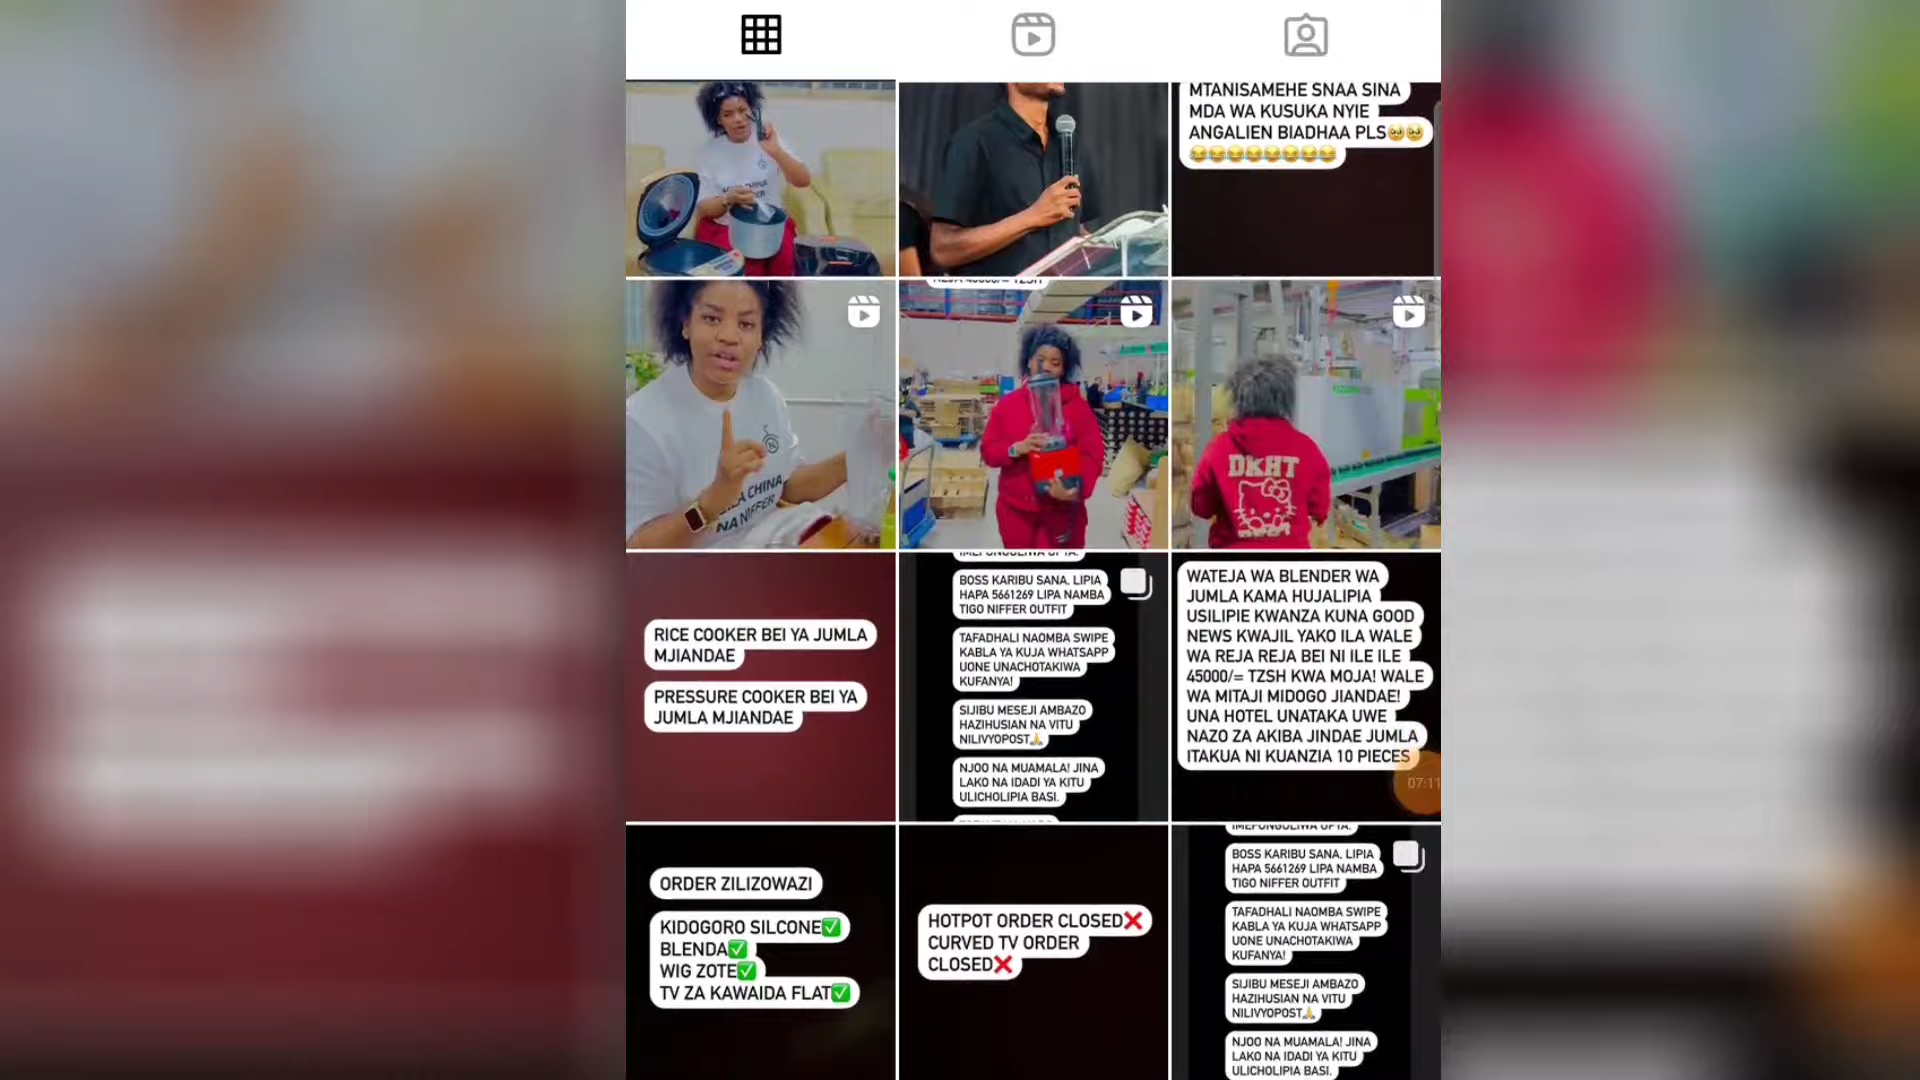 MTANISAMEHE SNAA SINA
MDA WA KUSUKA NYIE
ANGALIEN BIADHAA PLS🥹🥹
😂😂😂😂😂😂😂😂
CHINA
NA NIFFER
DKHT
RICE COOKER BEI YA JUMLA
MJIANDAE
PRESSURE COOKER BEI YA
JUMLA MJIANDAE
BOSS KARIBU SANA, LIPIA
HAPA 5661269 LIPA NAMBA
TIGO NIFFER OUTFIT
TAFADHALI NAOMBA SWIPE
KABLA YA KUJA WHATSAPP
UONE UNACHOTAKIWA
KUFANYA!
SIJIBU MESEJI AMBAZO
HAZIHUSIAN NA VITU
NILIVYOPOST🙏
NJOO NA MUAMALA! JINA
LAKO NA IDADI YA KITU
ULICHOLIPIA BASI.
WATEJA WA BLENDER WA
JUMLA KAMA HUJALIPIA
USILIPIE KWANZA KUNA GOOD
NEWS KWAJIL YAKO ILA WALE
WA REJA REJA BEI NI ILE ILE
45000/= TZSH KWA MOJA! WALE
WA MITAJI MIDOGO JIANDAE!
UNA HOTEL UNATAKA UWE
NAZO ZA AKIBA JINDAE JUMLA
ITAKUA NI KUANZIA 10 PIECES
07:11
ORDER ZILIZOWAZI
KIDOGORO SILCONE✅
BLENDA✅
WIG ZOTE✅
TV ZA KAWAIDA FLAT✅
HOTPOT ORDER CLOSED❌
CURVED TV ORDER
CLOSED❌
BOSS KARIBU SANA, LIPIA
HAPA 5661269 LIPA NAMBA
TIGO NIFFER OUTFIT
TAFADHALI NAOMBA SWIPE
KABLA YA KUJA WHATSAPP
UONE UNACHOTAKIWA
KUFANYA!
SIJIBU MESEJI AMBAZO
HAZIHUSIAN NA VITU
NILIVYOPOST🙏
NJOO NA MUAMALA! JINA
LAKO NA IDADI YA KITU
ULICHOLIPIA BASI.